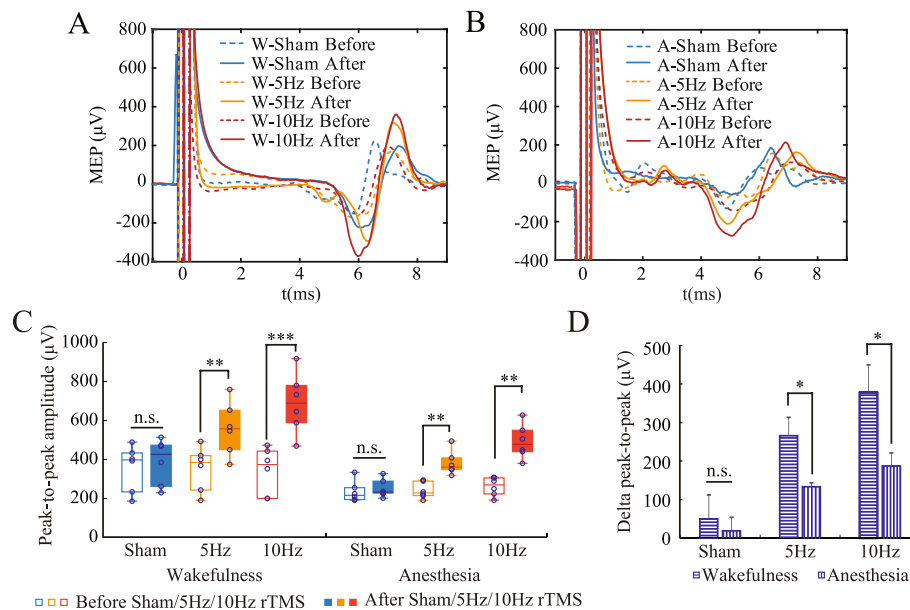 A
MEP (μV)
800
600
400
200
0
-200
-400
W-Sham Before
W-Sham After
W-5Hz Before
W-5Hz After
W-10Hz Before
W-10Hz After
0 2 4 6 8
t(ms)
B
MEP (μV)
800
600
400
200
0
-200
-400
A-Sham Before
A-Sham After
A-5Hz Before
A-5Hz After
A-10Hz Before
A-10Hz After
0 2 4 6 8
t(ms)
C
Peak-to-peak amplitude (μV)
1000
800
600
400
200
0
n.s. ** *** n.s. ** **
Sham 5Hz 10Hz Sham 5Hz 10Hz
Wakefulness Anesthesia
Before Sham/5Hz/10Hz rTMS After Sham/5Hz/10Hz rTMS
D
Delta peak-to-peak (μV)
500
400
300
200
100
0
n.s. * *
Sham 5Hz 10Hz
Wakefulness Anesthesia